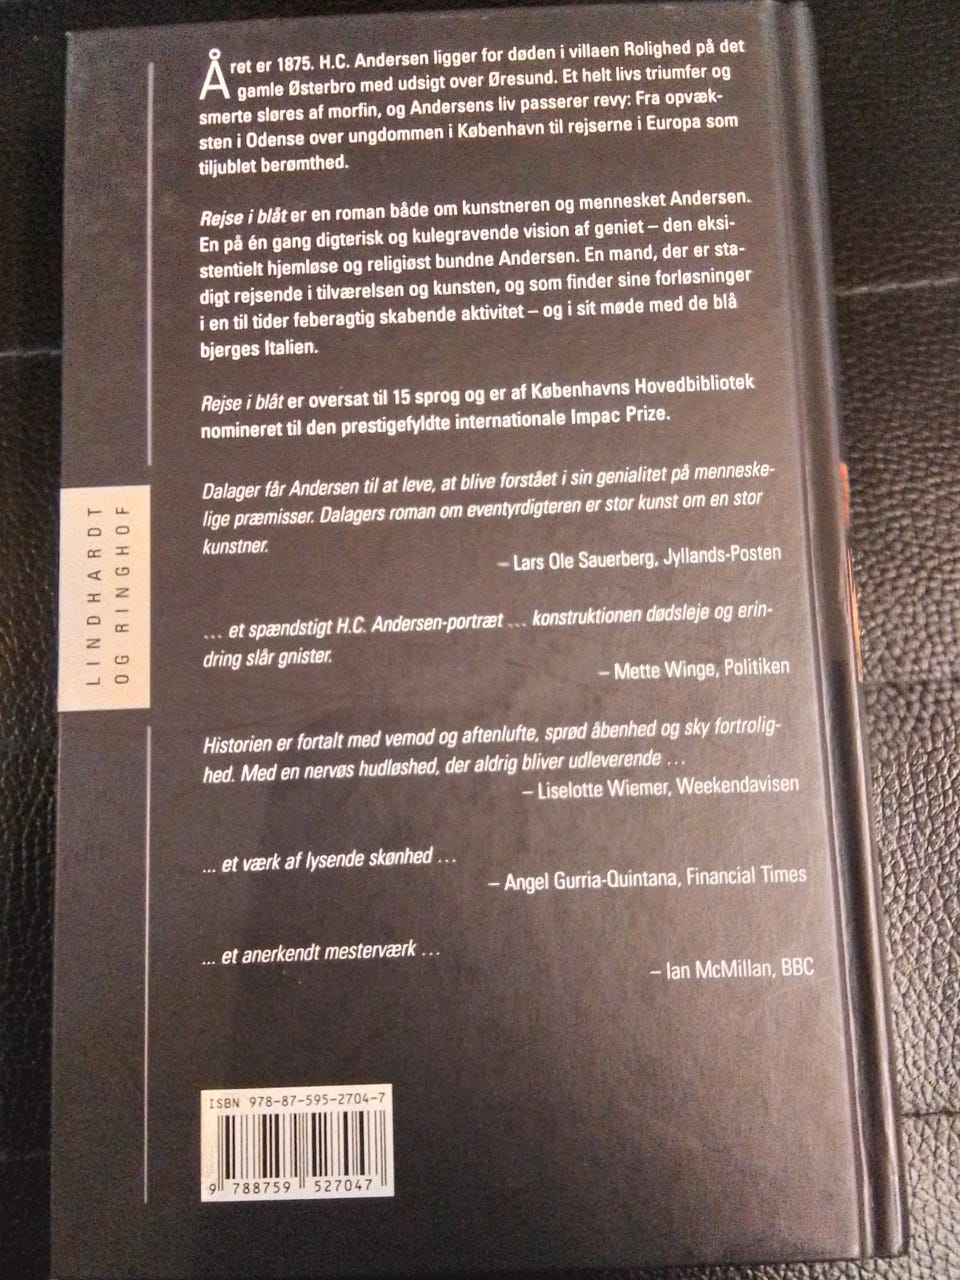 Året er 1875. H.C. Andersen ligger for døden i villaen Rolighed på det
gamle Østerbro med udsigt over Øresund. Et helt livs triumfer og
smerte sløres af morfin, og Andersens liv passerer revy: Fra opvæk-
sten i Odense over ungdommen i København til rejserne i Europa som
tiljublet berømthed.
Rejse i blåt er en roman både om kunstneren og mennesket Andersen.
En på én gang digterisk og kulegravende vision af geniet – den eksi-
stentielt hjemløse og religiøst bundne Andersen. En mand, der er sta-
digt rejsende i tilværelsen og kunsten, og som finder sine forløsninger
i en til tider feberagtig skabende aktivitet – og i sit møde med de blå
bjerges Italien.
Rejse i blåt er oversat til 15 sprog og er af Københavns Hovedbibliotek
nomineret til den prestigefyldte internationale Impac Prize.
Dalager får Andersen til at leve, at blive forstået i sin genialitet på menneske-
lige præmisser. Dalagers roman om eventyrdigteren er stor kunst om en stor
kunstner.
– Lars Ole Sauerberg, Jyllands-Posten
... et spændstigt H.C. Andersen-portræt ... konstruktionen dødsleje og erin-
dring slår gnister.
– Mette Winge, Politiken
Historien er fortalt med vemod og aftenlufte, sprød åbenhed og sky fortrolig-
hed. Med en nervøs hudløshed, der aldrig bliver udleverende ...
– Liselotte Wiemer, Weekendavisen
... et værk af lysende skønhed ...
– Angel Gurria-Quintana, Financial Times
... et anerkendt mesterværk ...
– Ian McMillan, BBC
LINDHARDT
OG RINGHOF
ISBN 978-87-595-2704-7
9 788759 527047